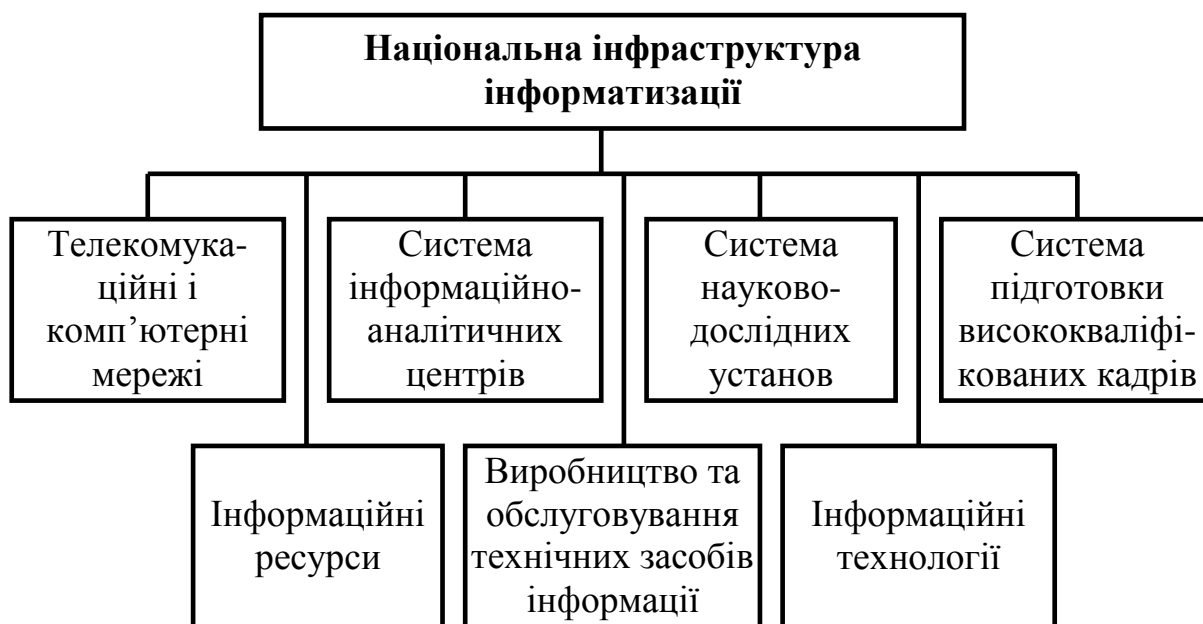 Національна інфраструктура
інформатизації
Телекомука-
ційні і
комп’ютерні
мережі
Система
інформаційно-
аналітичних
центрів
Система
науково-
дослідних
установ
Система
підготовки
висококваліфі-
кованих кадрів
Інформаційні
ресурси
Виробництво та
обслуговування
технічних засобів
інформації
Інформаційні
технології